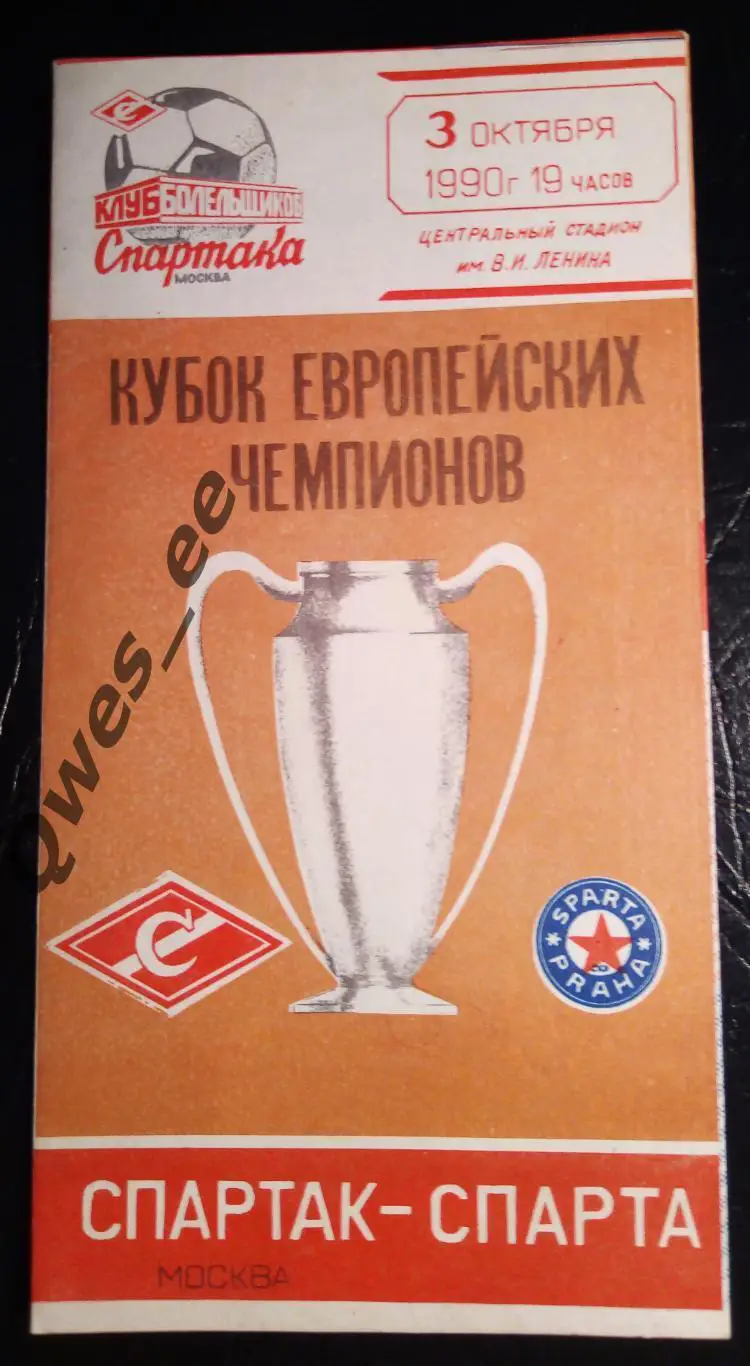 С
КЛУБ БОЛЕЛЬЩИКОВ
Спартака
МОСКВА
3 ОКТЯБРЯ
1990г 19 ЧАСОВ
ЦЕНТРАЛЬНЫЙ СТАДИОН
им. В.И. ЛЕНИНА
КУБОК ЕВРОПЕЙСКИХ
ЧЕМПИОНОВ
Qwes_ee
С
SPARTA
PRAHA
СПАРТАК-СПАРТА
МОСКВА